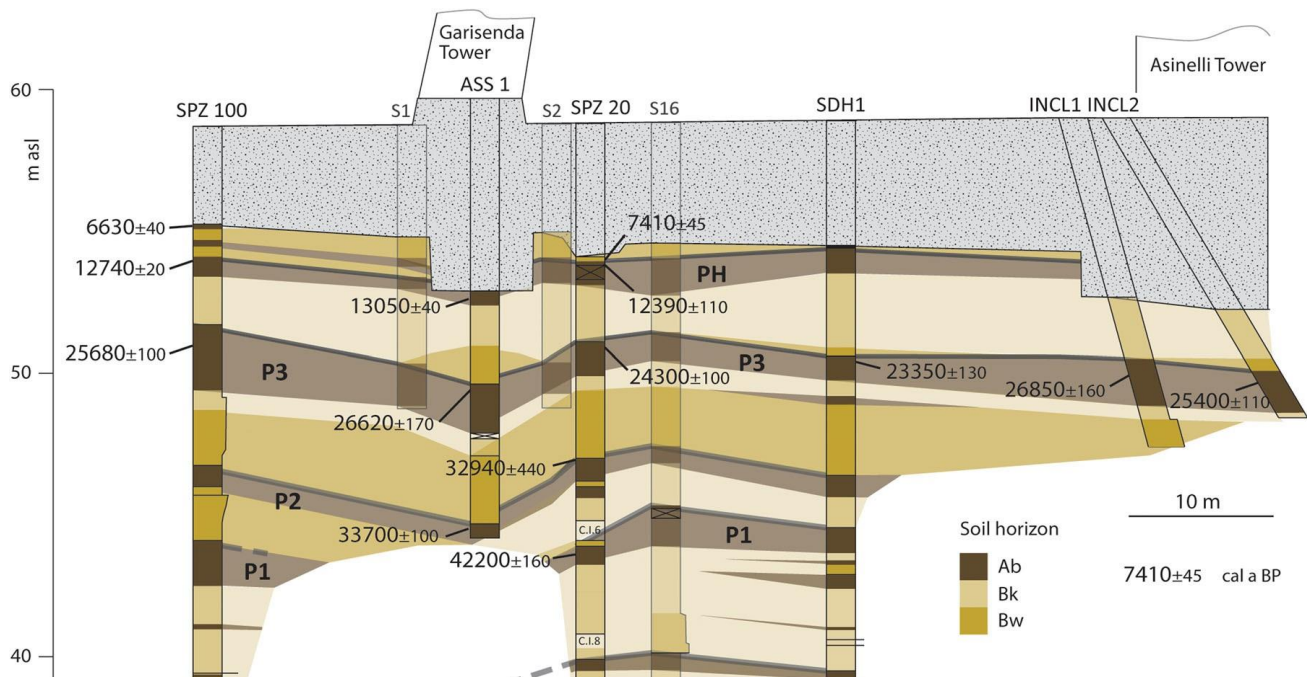 Garisenda
Tower
Asinelli Tower
60
SPZ 100
S1
ASS 1
S2
SPZ 20
S16
SDH1
INCL1 INCL2
m asl
6630±40
7410±45
12740±20
PH
13050±40
12390±110
25680±100
50
P3
P3
24300±100
23350±130
26850±160
25400±110
26620±170
32940±440
P2
10 m
33700±100
C.I.6
P1
Soil horizon
42200±160
P1
Ab
7410±45 cal a BP
Bk
Bw
C.I.8
40